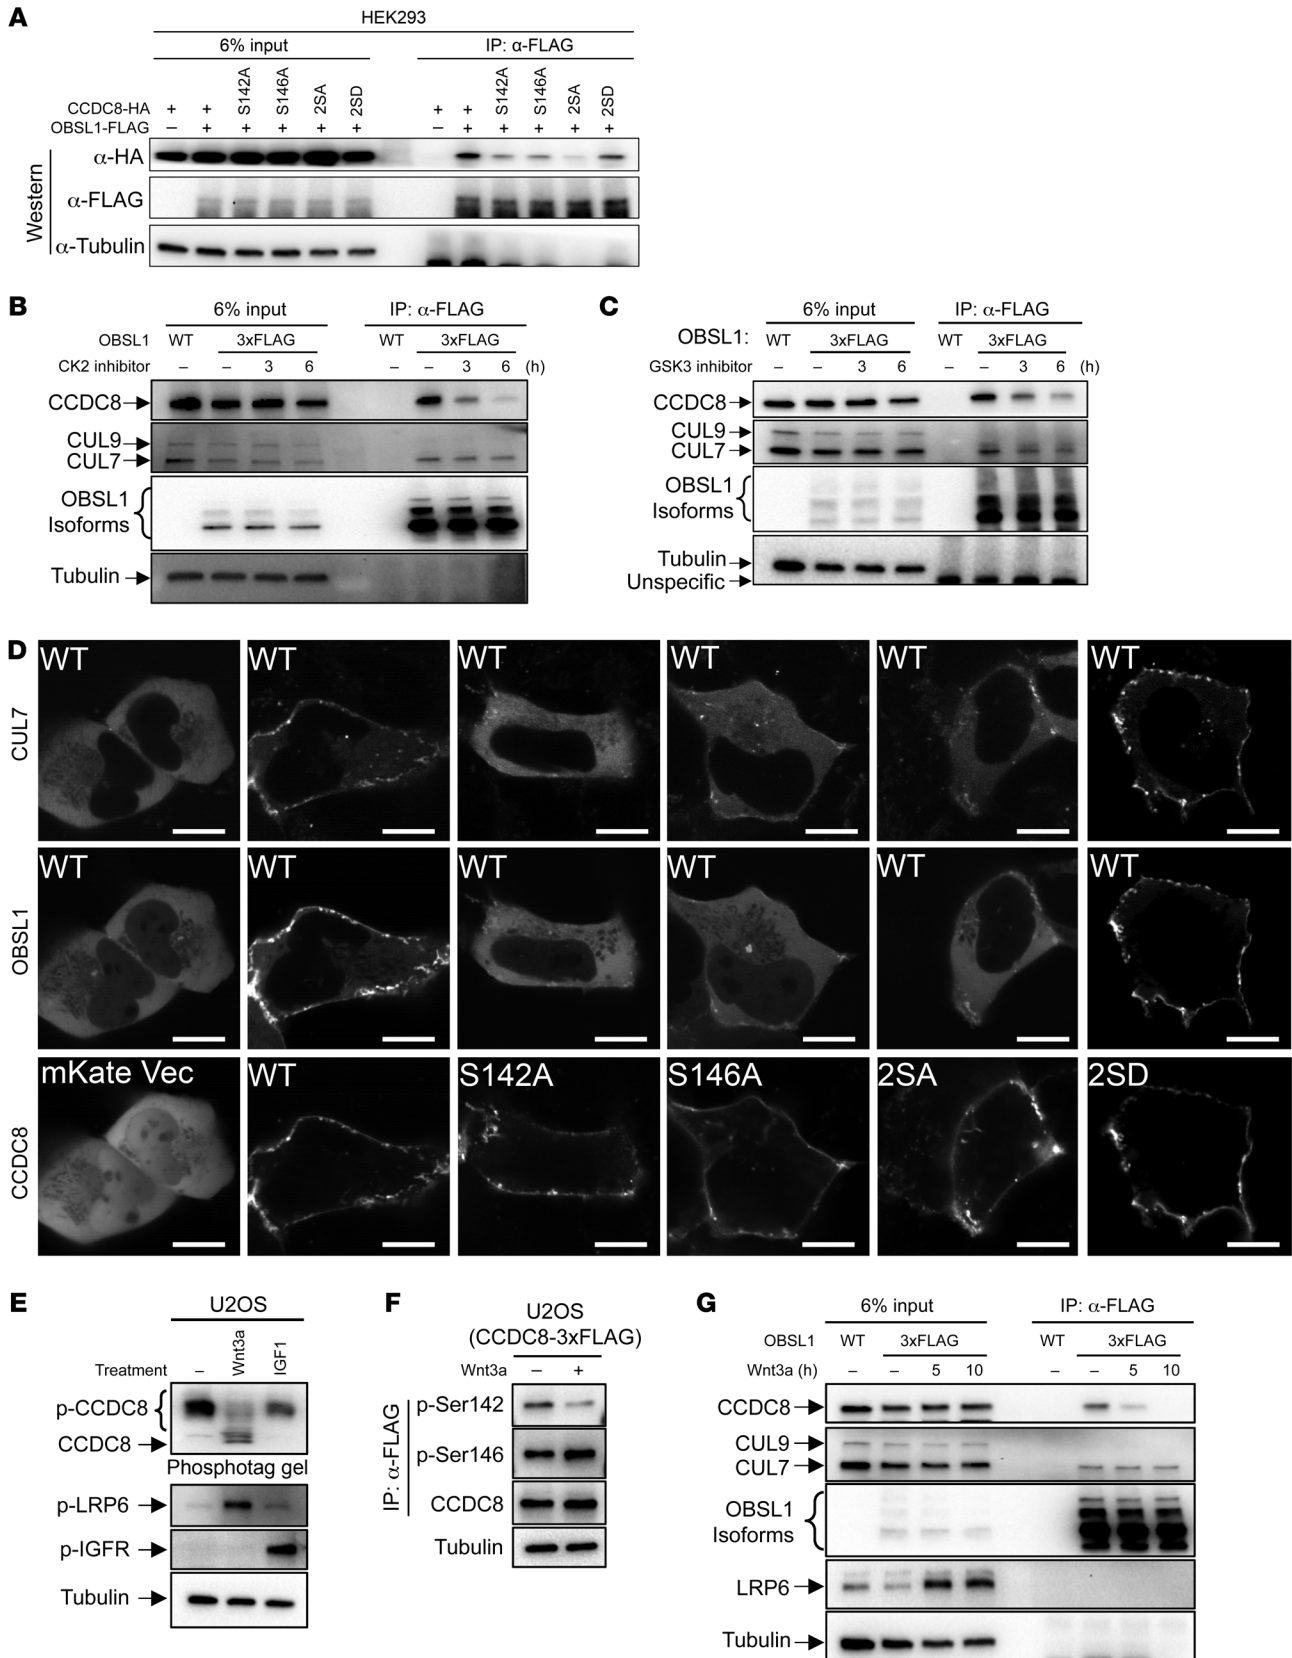 A
HEK293
6% input
IP: α-FLAG
S142A S146A 2SA 2SD S142A S146A 2SA 2SD
CCDC8-HA + + + +
OBSL1-FLAG – + + + + + – + + + + +
Western
α-HA
α-FLAG
α-Tubulin
B
6% input
IP: α-FLAG
OBSL1 WT 3xFLAG WT 3xFLAG
CK2 inhibitor – – 3 6 – – 3 6 (h)
CCDC8
CUL9
CUL7
OBSL1
Isoforms
Tubulin
C
6% input
IP: α-FLAG
OBSL1: WT 3xFLAG WT 3xFLAG
GSK3 inhibitor – – 3 6 – – 3 6 (h)
CCDC8
CUL9
CUL7
OBSL1
Isoforms
Tubulin
Unspecific
D
CUL7
WT WT WT WT WT WT
OBSL1
WT WT WT WT WT WT
CCDC8
mKate Vec WT S142A S146A 2SA 2SD
E
U2OS
Treatment – Wnt3a IGF1
p-CCDC8
CCDC8
Phosphotag gel
p-LRP6
p-IGFR
Tubulin
F
U2OS
(CCDC8-3xFLAG)
Wnt3a – +
IP: α-FLAG
p-Ser142
p-Ser146
CCDC8
Tubulin
G
6% input
IP: α-FLAG
OBSL1 WT 3xFLAG WT 3xFLAG
Wnt3a (h) – – 5 10 – – 5 10
CCDC8
CUL9
CUL7
OBSL1
Isoforms
LRP6
Tubulin